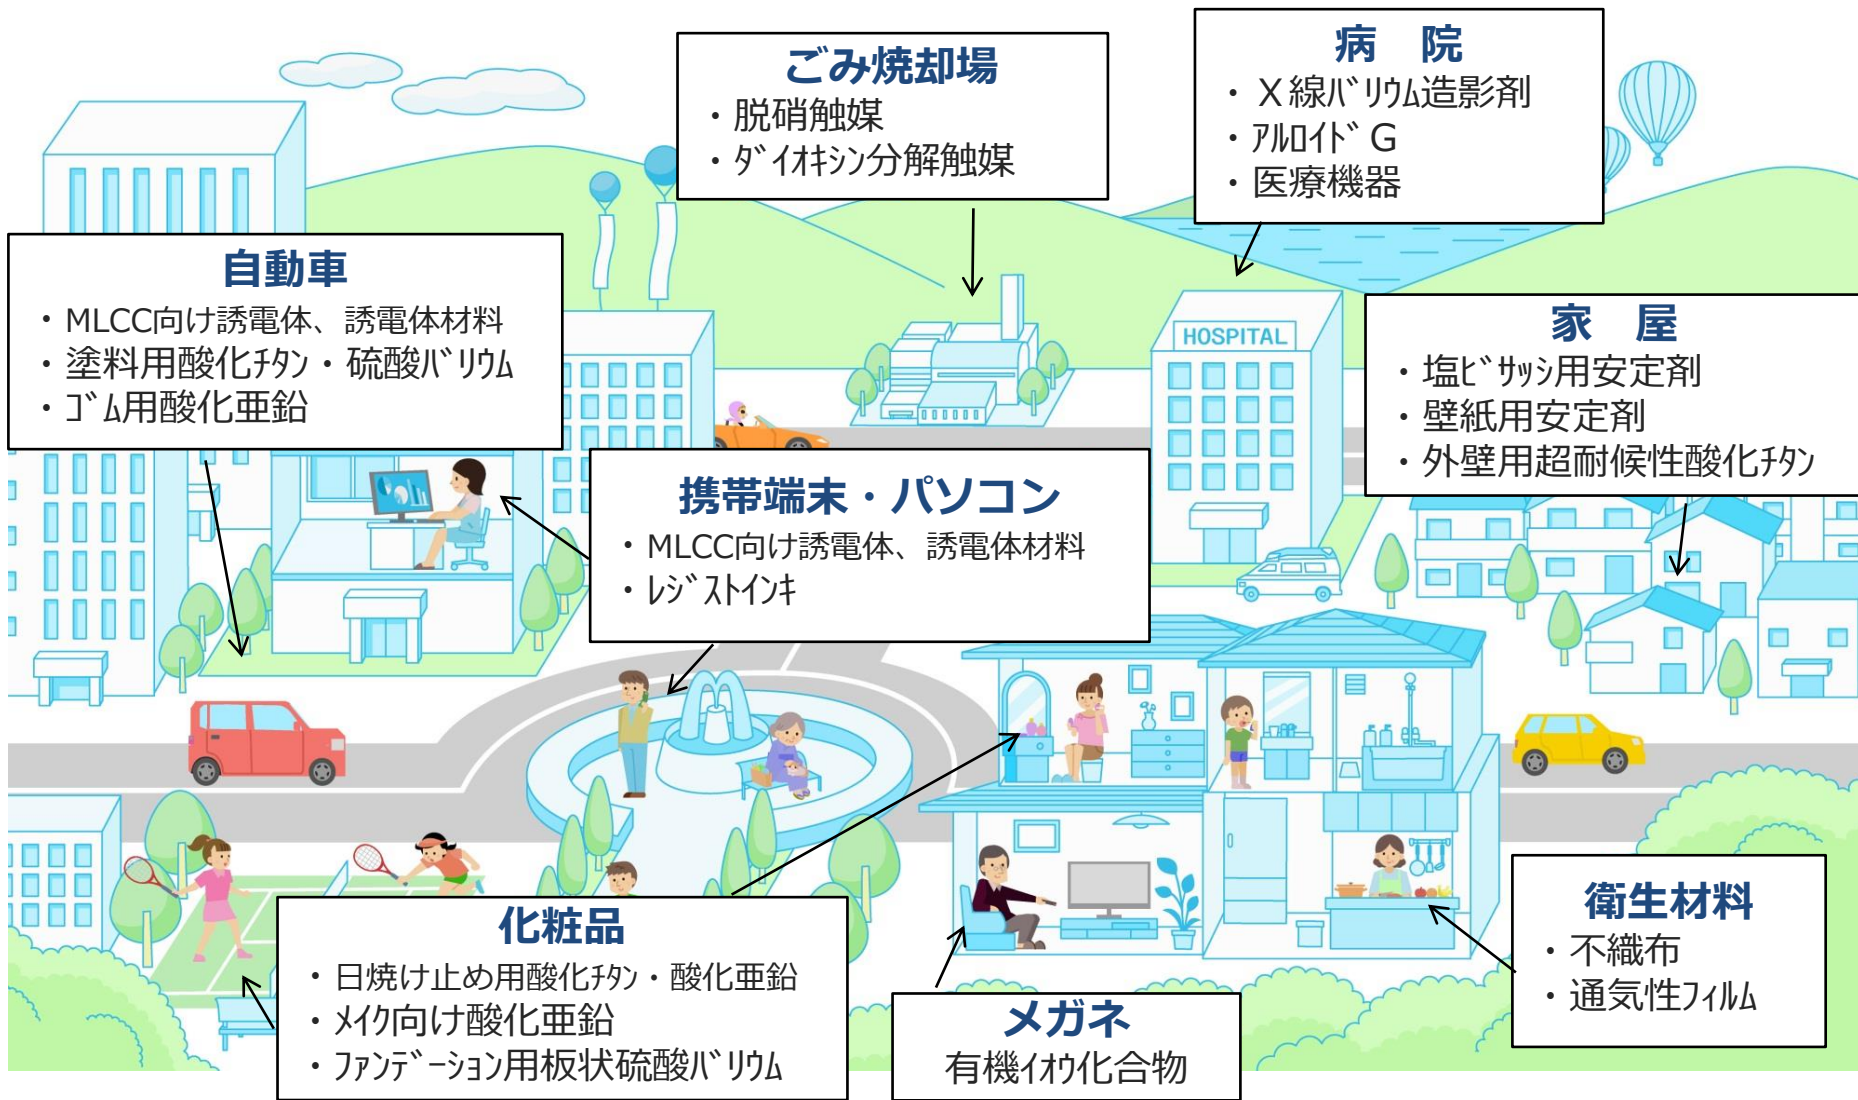 ごみ焼却場
・脱硝触媒
・ダイオキシン分解触媒
病　院
・X線バリウム造影剤
・アルロイドG
・医療機器
自動車
・MLCC向け誘電体、誘電体材料
・塗料用酸化チタン・硫酸バリウム
・ゴム用酸化亜鉛
HOSPITAL
家　屋
・塩ビサッシ用安定剤
・壁紙用安定剤
・外壁用超耐候性酸化チタン
携帯端末・パソコン
・MLCC向け誘電体、誘電体材料
・レジストインキ
化粧品
・日焼け止め用酸化チタン・酸化亜鉛
・メイク向け酸化亜鉛
・ファンデーション用板状硫酸バリウム
メガネ
有機イオウ化合物
衛生材料
・不織布
・通気性フィルム